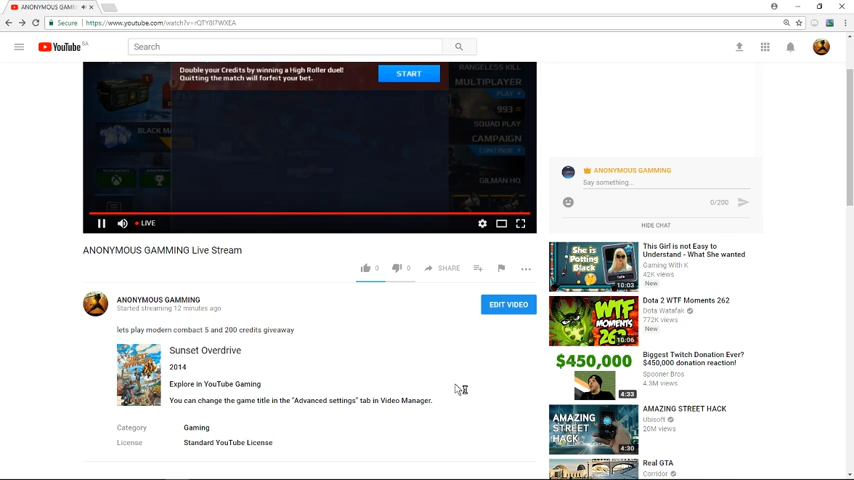 ANONYMOUS GAM
Secure
https://www.youtube.com/watch?v=rQTY8I7WXEA
YouTube SA
Search
Double your Credits by winning a High Roller duel!
Quitting the match will forfeit your bet.
START
RANGELESS KILL
MULTIPLAYER
PLAY
993
SQUAD PLAY
CAMPAIGN
CONTINUE
GILMAN HQ
BLACK MA
LIVE
ANONYMOUS GAMMING
Say something...
0/200
HIDE CHAT
ANONYMOUS GAMMING Live Stream
0
0
SHARE
ANONYMOUS GAMMING
Started streaming 12 minutes ago
EDIT VIDEO
lets play modern combact 5 and 200 credits giveaway
Sunset Overdrive
2014
Explore in YouTube Gaming
You can change the game title in the "Advanced settings" tab in Video Manager.
Category Gaming
License Standard YouTube License
She is
Potting
Black
10:03
This Girl is not Easy to
Understand - What She wanted
Gaming With K
42K views
New
WTF
MOMENTS
262
10:06
Dota 2 WTF Moments 262
Dota Watafak
772K views
New
$450,000
4:33
Biggest Twitch Donation Ever?
$450,000 donation reaction!
Spooner Bros
4.3M views
AMAZING
STREET
HACK
4:30
AMAZING STREET HACK
Ubisoft
20M views
Real GTA
Corridor